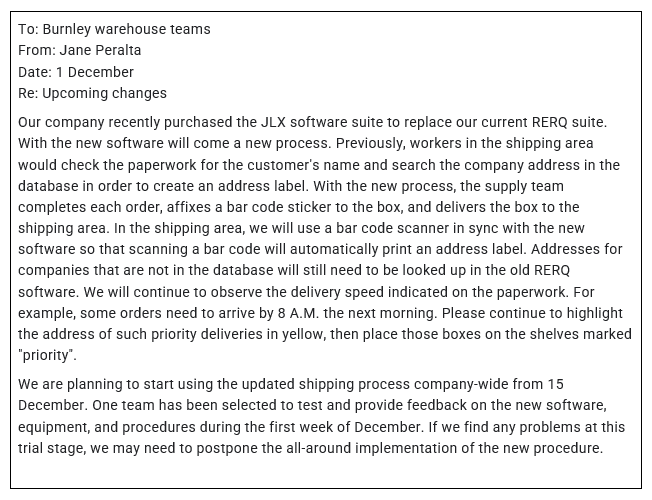 To: Burnley warehouse teams
From: Jane Peralta
Date: 1 December
Re: Upcoming changes
Our company recently purchased the JLX software suite to replace our current RERQ suite.
With the new software will come a new process. Previously, workers in the shipping area
would check the paperwork for the customer's name and search the company address in the
database in order to create an address label. With the new process, the supply team
completes each order, affixes a bar code sticker to the box, and delivers the box to the
shipping area. In the shipping area, we will use a bar code scanner in sync with the new
software so that scanning a bar code will automatically print an address label. Addresses for
companies that are not in the database will still need to be looked up in the old RERQ
software. We will continue to observe the delivery speed indicated on the paperwork. For
example, some orders need to arrive by 8 A.M. the next morning. Please continue to highlight
the address of such priority deliveries in yellow, then place those boxes on the shelves marked
"priority".
We are planning to start using the updated shipping process company-wide from 15
December. One team has been selected to test and provide feedback on the new software,
equipment, and procedures during the first week of December. If we find any problems at this
trial stage, we may need to postpone the all-around implementation of the new procedure.